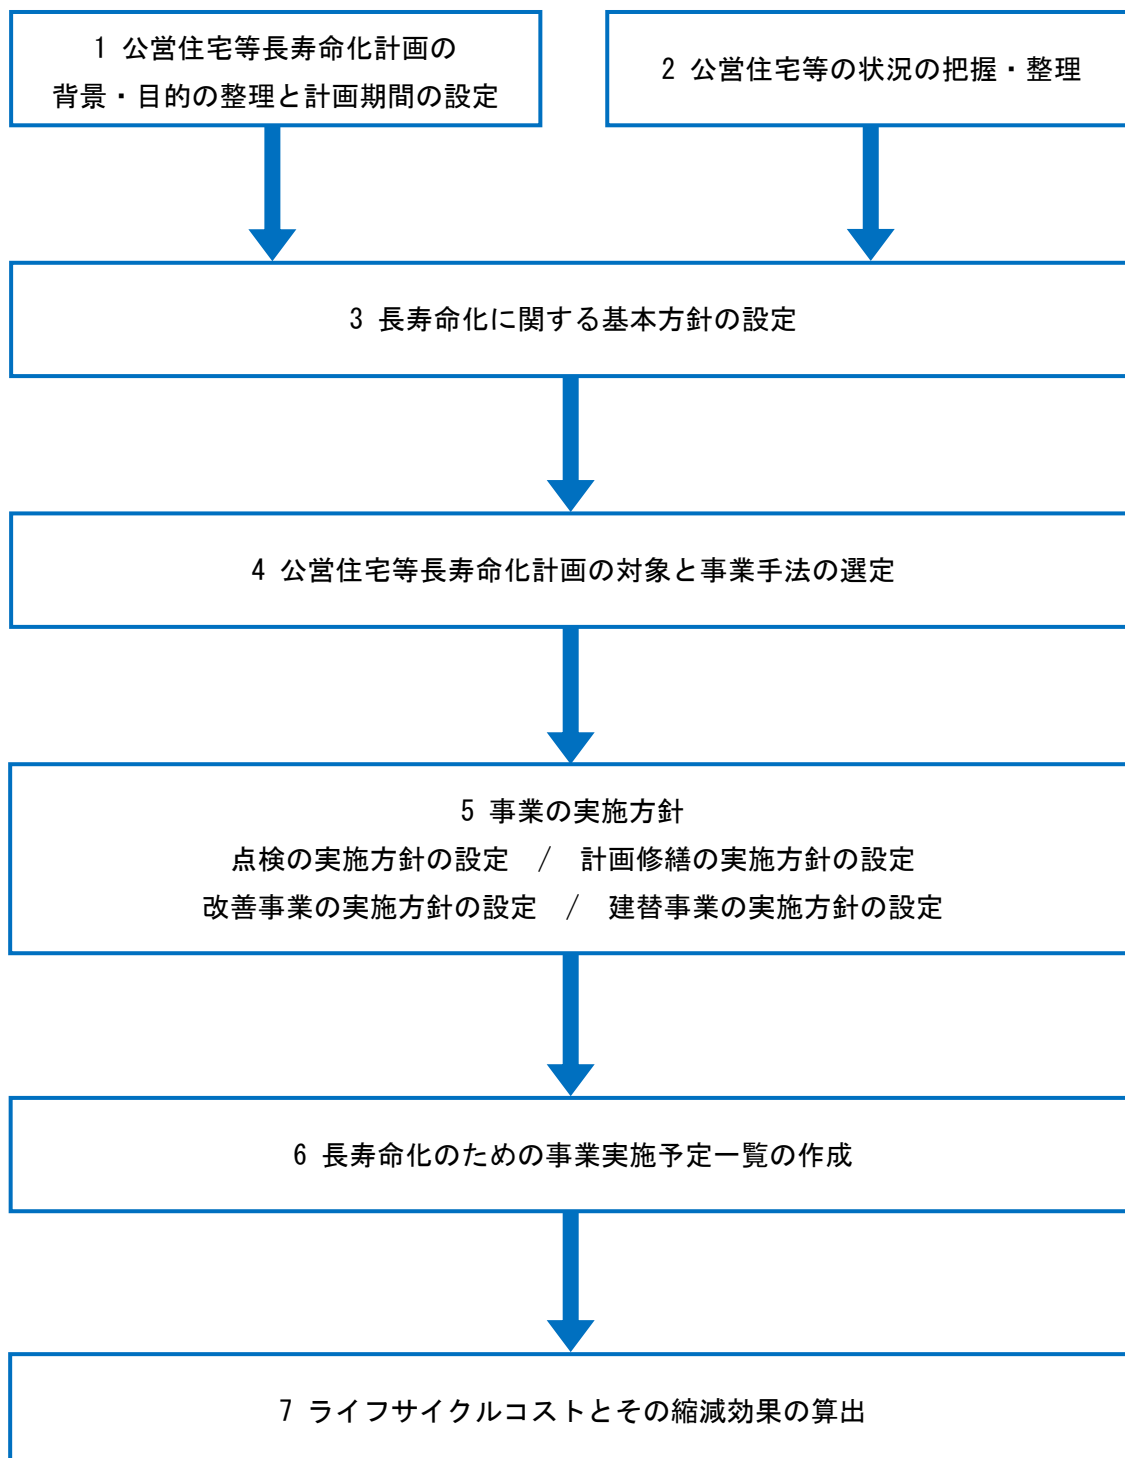 1 公営住宅等長寿命化計画の
背景・目的の整理と計画期間の設定
2 公営住宅等の状況の把握・整理
3 長寿命化に関する基本方針の設定
4 公営住宅等長寿命化計画の対象と事業手法の選定
5 事業の実施方針
点検の実施方針の設定　/　計画修繕の実施方針の設定
改善事業の実施方針の設定　/　建替事業の実施方針の設定
6 長寿命化のための事業実施予定一覧の作成
7 ライフサイクルコストとその縮減効果の算出